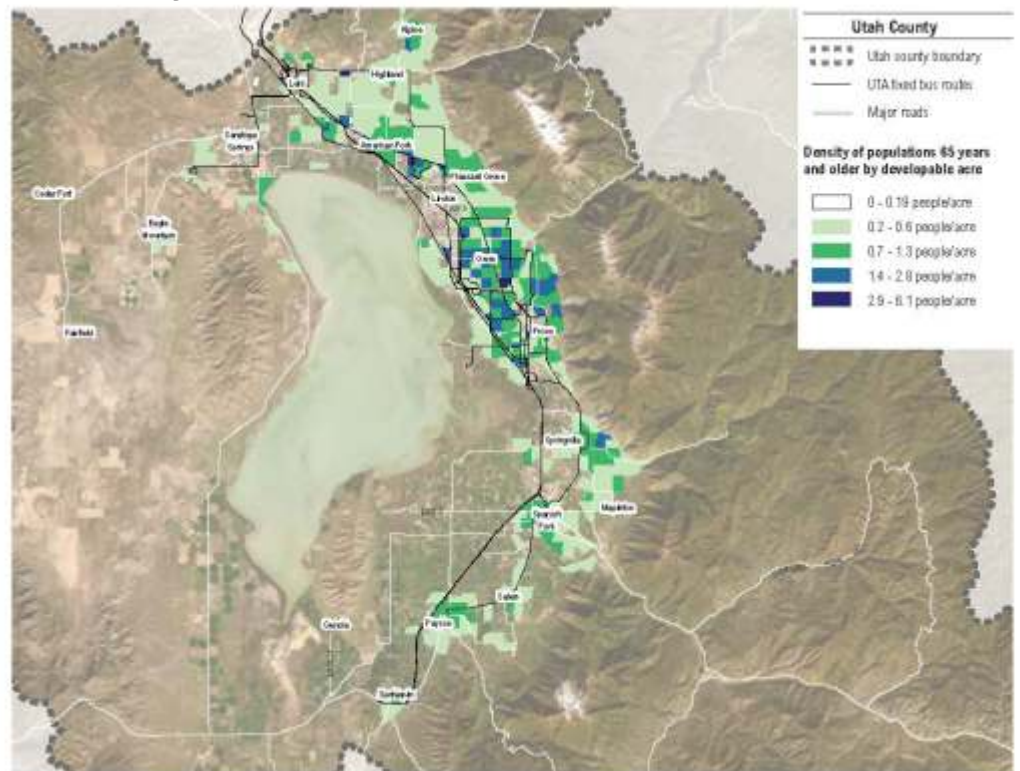 Utah County
Utah county boundary
UTA fixed bus routes
Major roads
Density of populations 65 years
and older by developable acre
0 - 0.19 people/acre
0.2 - 0.6 people/acre
0.7 - 1.3 people/acre
1.4 - 2.8 people/acre
2.9 - 6.1 people/acre
Alpine
Highland
Lehi
Saratoga
Springs
American Fork
Pleasant Grove
Cedar Fort
Lindon
Eagle
Mountain
Orem
Fairfield
Provo
Springville
Mapleton
Spanish
Fork
Salem
Payson
Genola
Santaquin